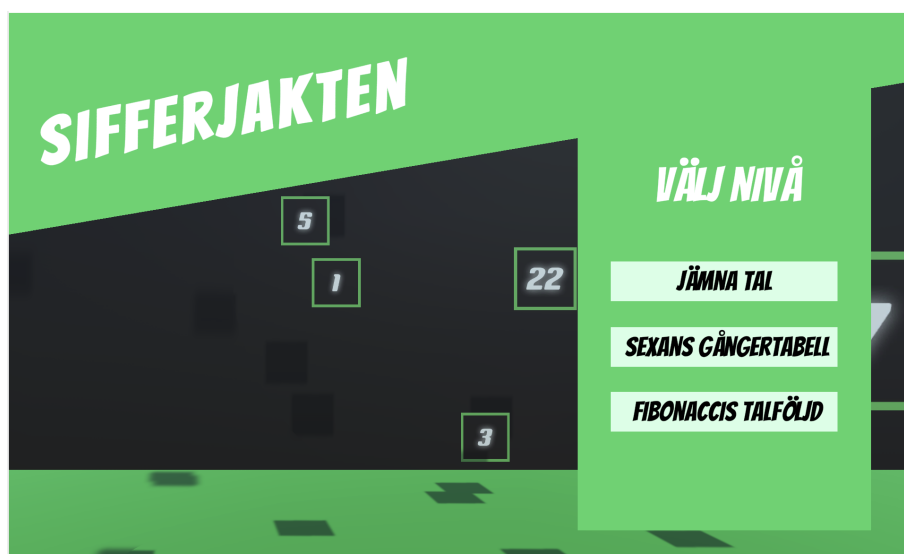 SIFFERJAKTEN
VÄLJ NIVÅ
5
1
22
JÄMNA TAL
SEXANS GÅNGERTABELL
FIBONACCIS TALFÖLJD
3